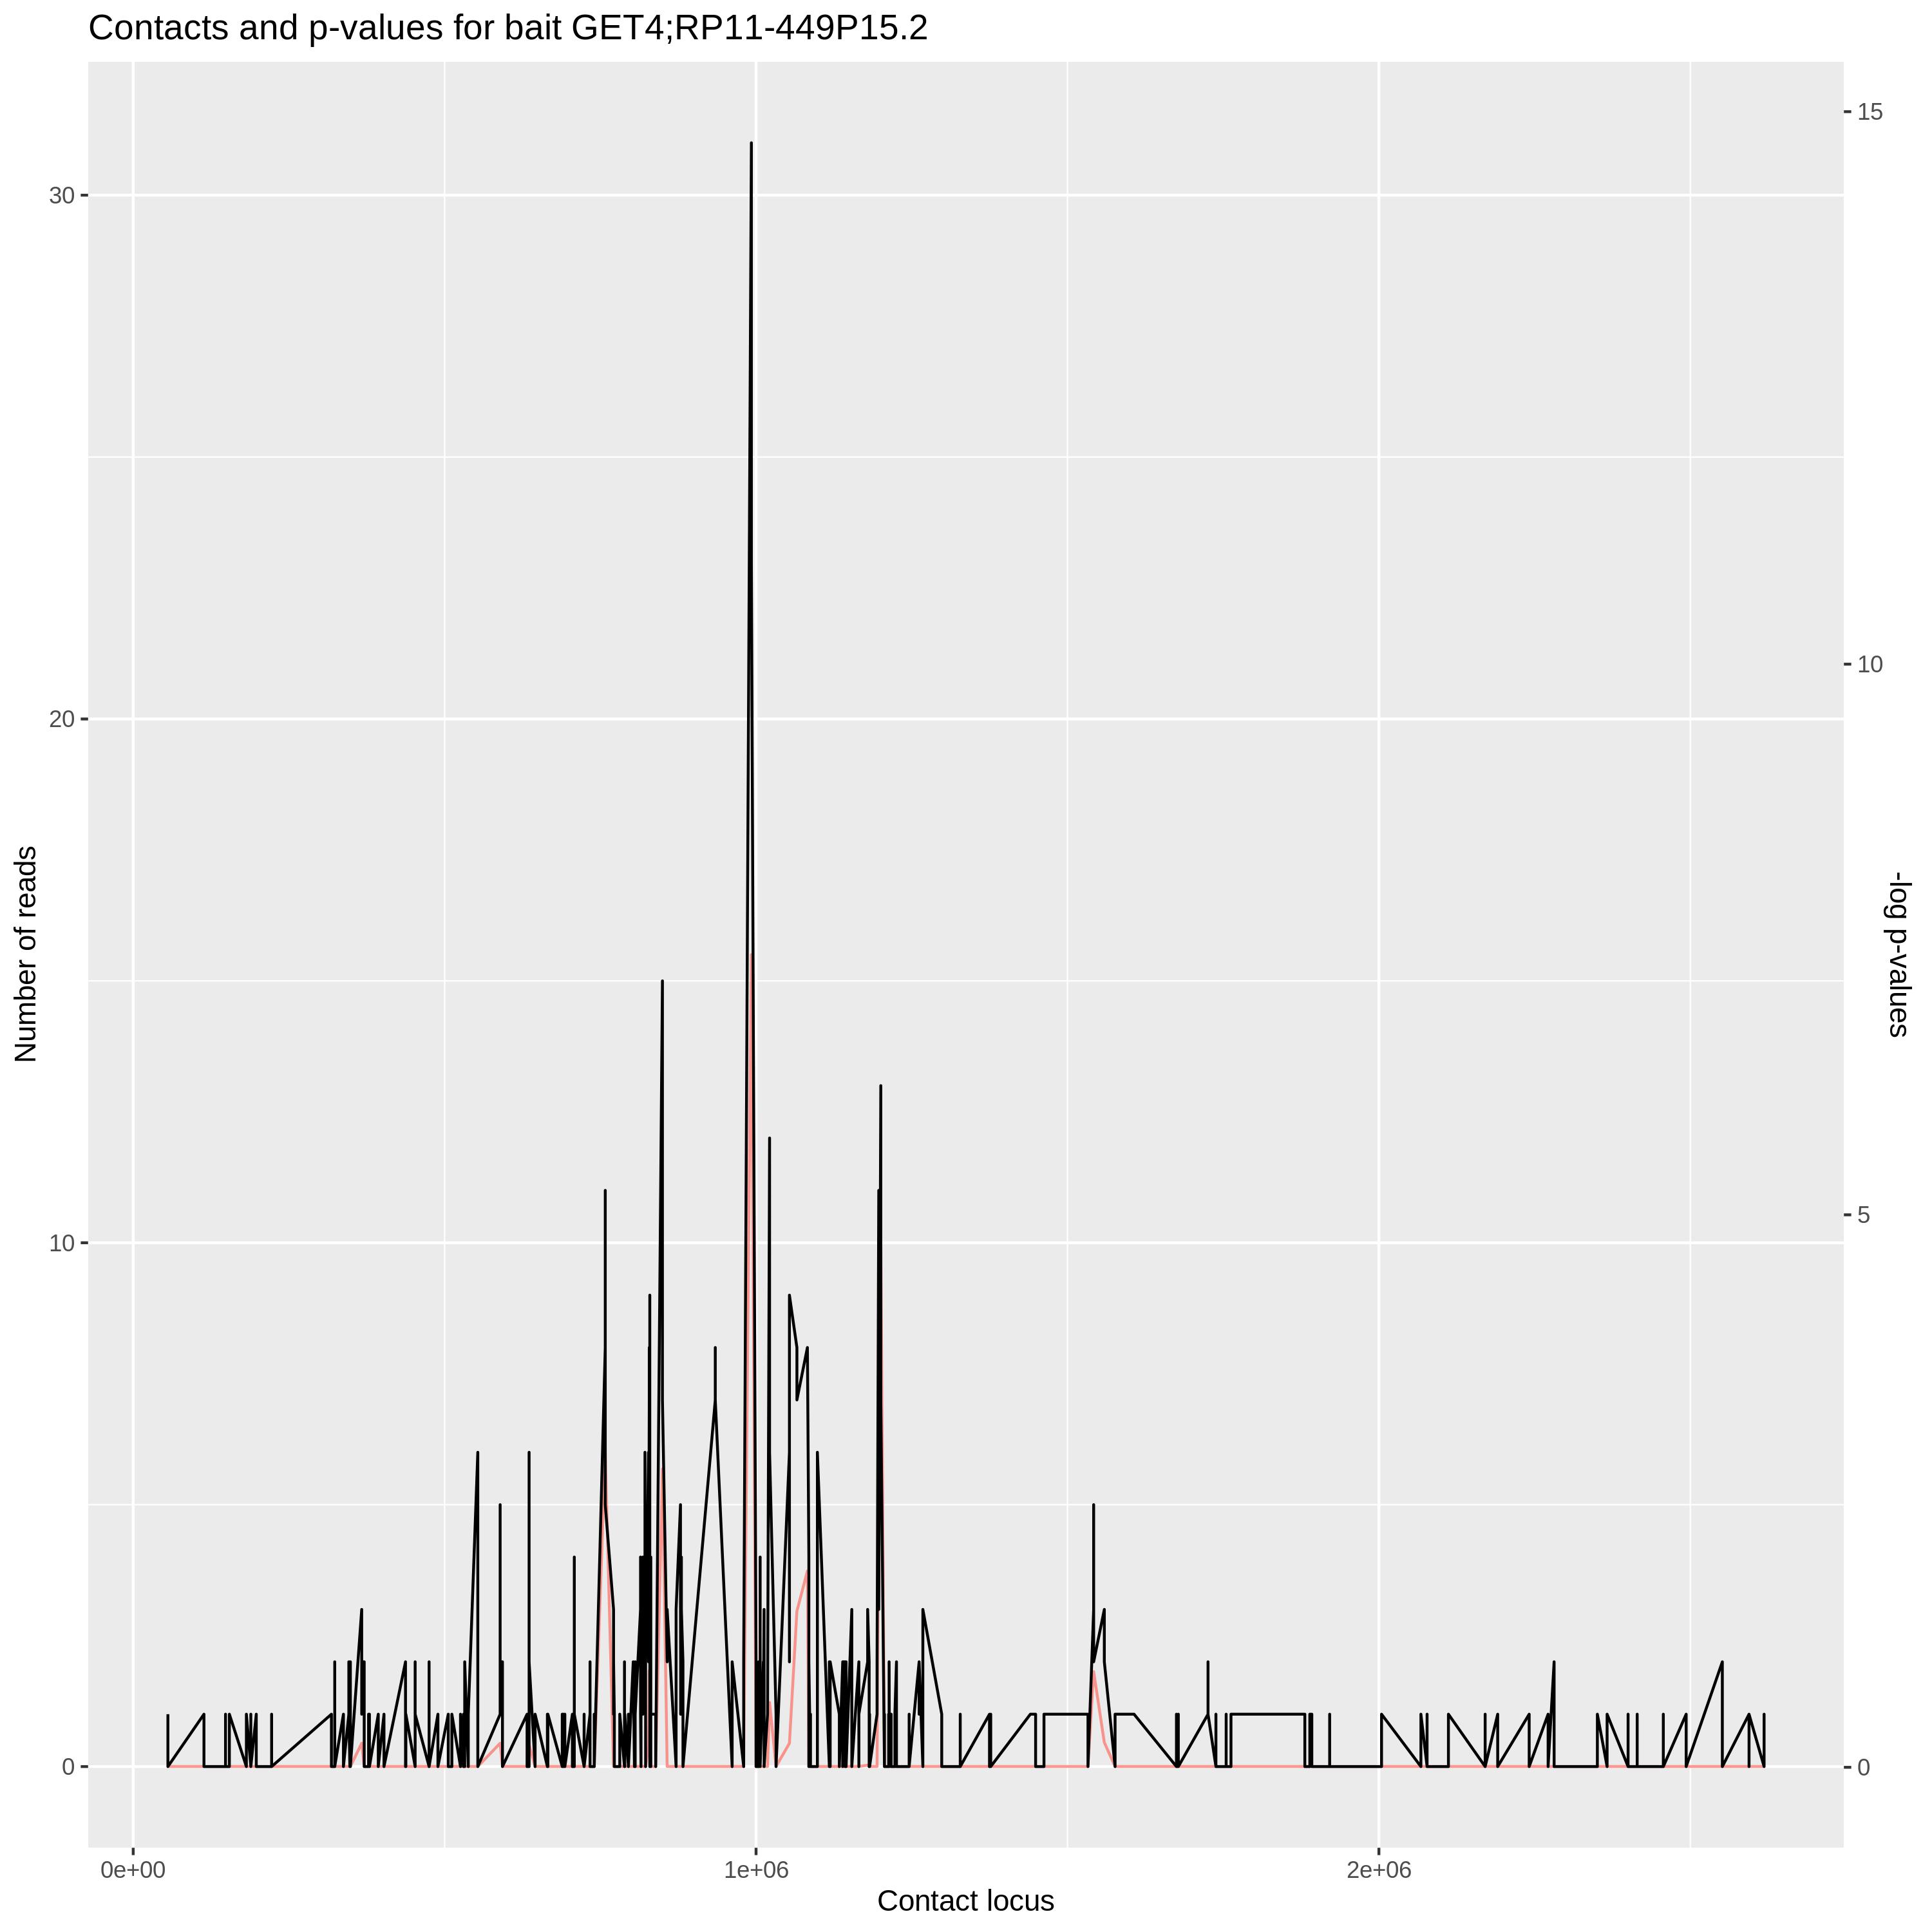 Contacts and p-values for bait GET4;RP11-449P15.2
30
20
10
0
Number of reads
15
10
5
0
-log p-values
0e+00
1e+06
2e+06
Contact locus